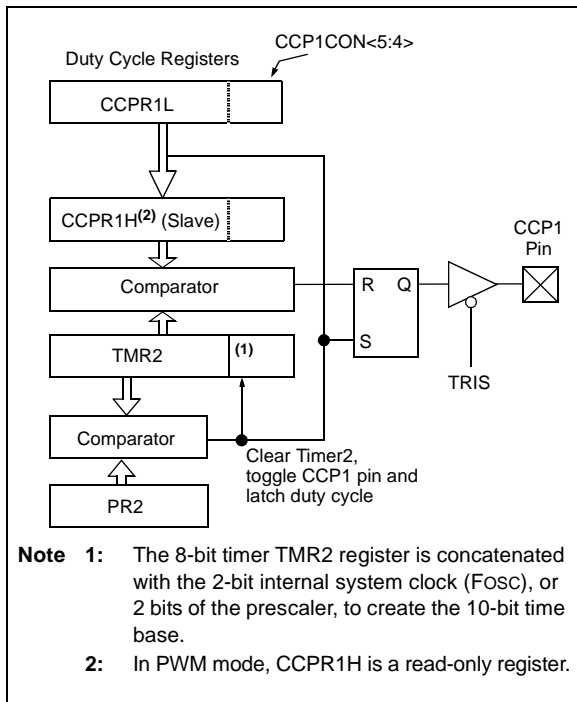 CCP1CON<5:4>
Duty Cycle Registers
CCPR1L
CCPR1H(2) (Slave)
CCP1
Pin
Comparator
R Q
TMR2 (1)
S
TRIS
Comparator
Clear Timer2,
toggle CCP1 pin and
latch duty cycle
PR2
Note 1: The 8-bit timer TMR2 register is concatenated
with the 2-bit internal system clock (FOSC), or
2 bits of the prescaler, to create the 10-bit time
base.
2: In PWM mode, CCPR1H is a read-only register.